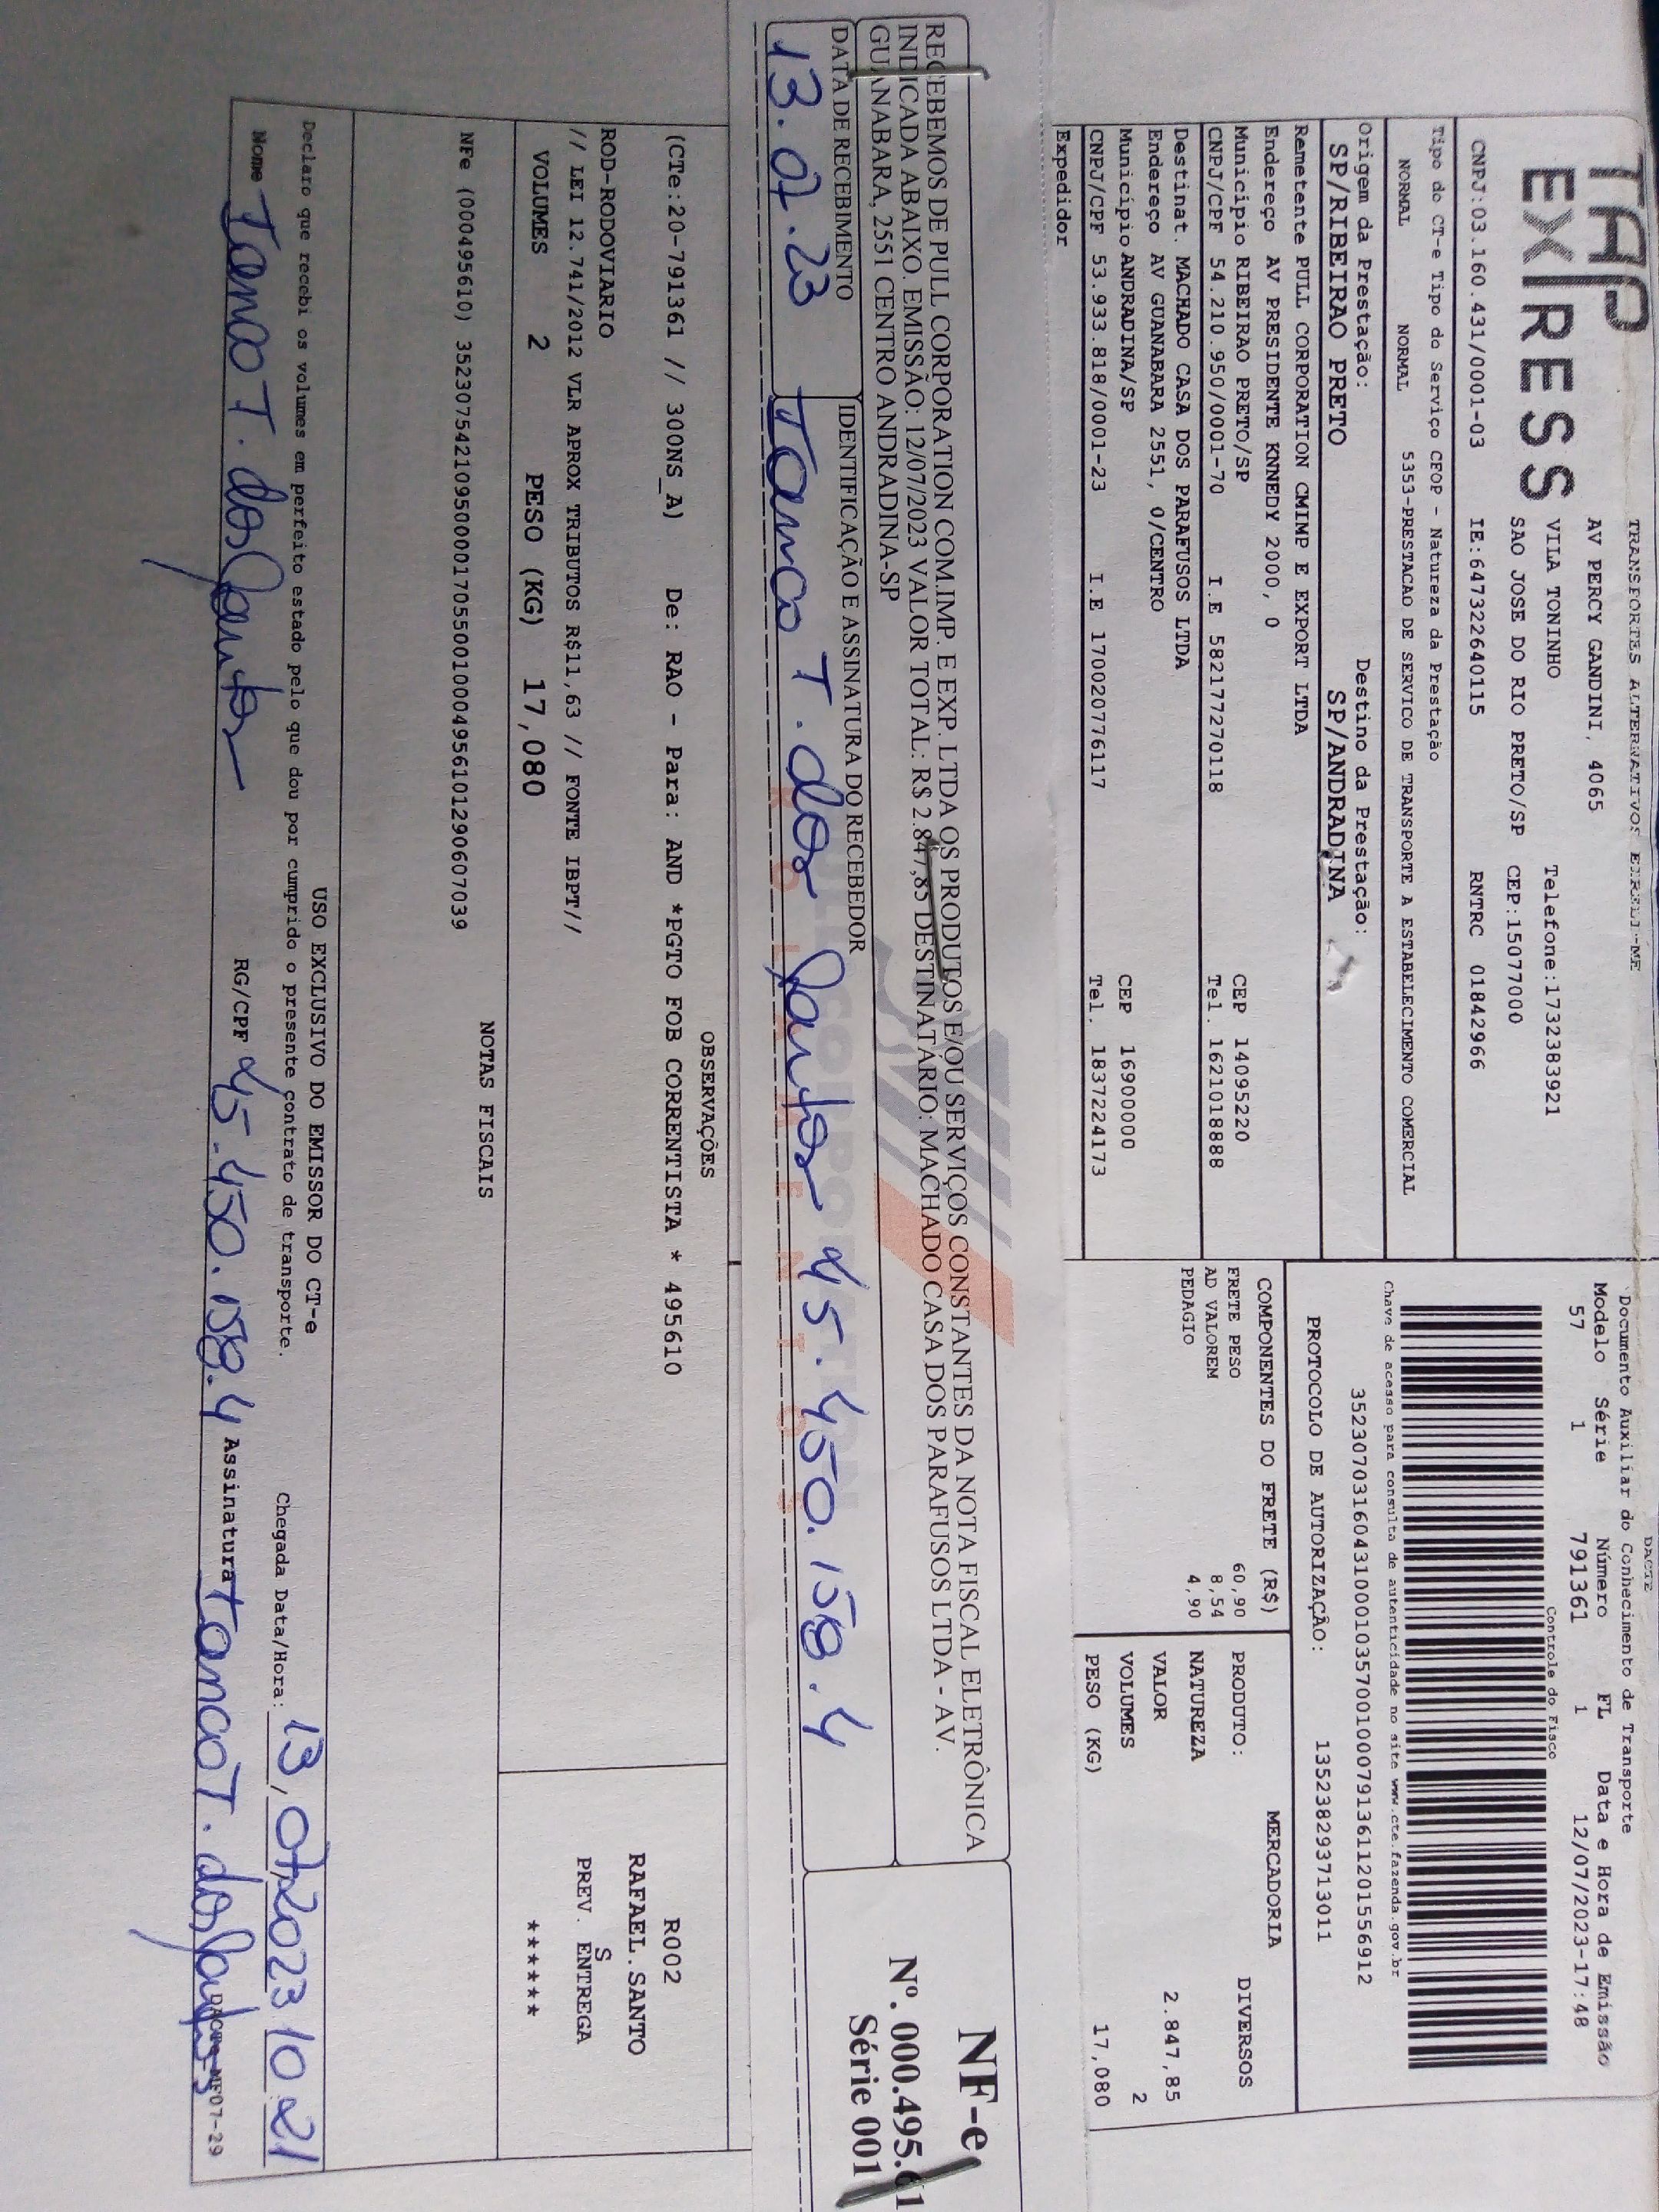 TAP
EX/RESS
TRANSPORTES ALTERNATIVOS EIRELI-ME
AV PERCY GANDINI, 4065
VILA TONINHO Telefone:1732383921
SAO JOSE DO RIO PRETO/SP CEP:15077000
CNPJ:03.160.431/0001-03 IE:647322640115 RNTRC 01842966
Tipo do CT-e Tipo do Serviço CFOP - Natureza da Prestação
NORMAL NORMAL 5353-PRESTACAO DE SERVICO DE TRANSPORTE A ESTABELECIMENTO COMERCIAL
Origem da Prestação: Destino da Prestação:
SP/RIBEIRAO PRETO SP/ANDRADINA
Remetente PULL CORPORATION CMIMP E EXPORT LTDA
Endereço AV PRESIDENTE KNNEDY 2000, 0
Município RIBEIRAO PRETO/SP CEP 14095220
CNPJ/CPF 54.210.950/0001-70 I.E 582177270118 Tel. 1621018888
Destinat. MACHADO CASA DOS PARAFUSOS LTDA
Endereço AV GUANABARA 2551, 0/CENTRO
Município ANDRADINA/SP CEP 16900000
CNPJ/CPF 53.933.818/0001-23 I.E 170020776117 Tel. 1837224173
Expedidor
DACTE
Documento Auxiliar do Conhecimento de Transporte
Modelo Série Número FL Data e Hora de Emissão
57 1 791361 1 12/07/2023-17:48
Controle do Fisco
Chave de acesso para consulta de autenticidade no site www.cte.fazenda.gov.br
35230703160431000103570010007913611201556912
PROTOCOLO DE AUTORIZAÇÃO: 135238293713011
COMPONENTES DO FRETE (R$)
FRETE PESO 60,90
AD VALOREM 8,54
PEDAGIO 4,90
MERCADORIA
PRODUTO: DIVERSOS
NATUREZA
VALOR 2.847,85
VOLUMES 2
PESO (KG) 17,080
RECEBEMOS DE PULL CORPORATION COM.IMP. E EXP. LTDA OS PRODUTOS E/OU SERVIÇOS CONSTANTES DA NOTA FISCAL ELETRÔNICA
INDICADA ABAIXO. EMISSÃO: 12/07/2023 VALOR TOTAL: R$ 2.847,85 DESTINATÁRIO: MACHADO CASA DOS PARAFUSOS LTDA - AV.
GUANABARA, 2551 CENTRO ANDRADINA-SP
DATA DE RECEBIMENTO IDENTIFICAÇÃO E ASSINATURA DO RECEBEDOR
13.07.23 T. dos Santos 45.450.158.4
NF-e
Nº. 000.495.61
Série 001
OBSERVAÇÕES
(CTe:20-791361 // 300NS_A) De: RAO - Para: AND *PGTO FOB CORRENTISTA * 495610
ROD-RODOVIARIO
// LEI 12.741/2012 VLR APROX TRIBUTOS R$11,63 // FONTE IBPT//
VOLUMES 2 PESO (KG) 17,080
R002
RAFAEL.SANTO
S
PREV. ENTREGA
*******
NOTAS FISCAIS
NFe (000495610) 35230754210950000170550010004956101290607039
USO EXCLUSIVO DO EMISSOR DO CT-e
Declaro que recebi os volumes em perfeito estado pelo que dou por cumprido o presente contrato de transporte.
Chegada Data/Hora: 13,07,2023 10 21
Nome T. dos Santos RG/CPF 45.450.158.4 Assinatura T. dos Santos